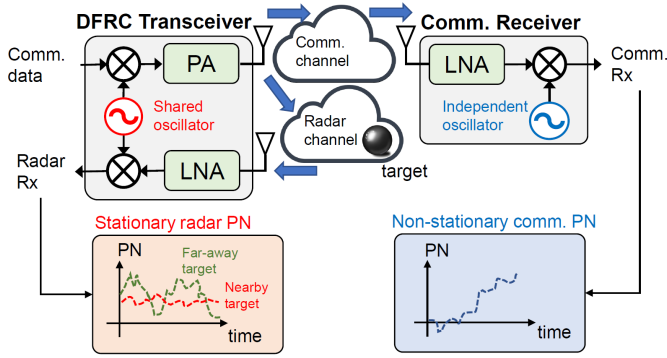 DFRC Transceiver
Comm. Receiver
Comm.
data
PA
Comm.
channel
LNA
Comm.
Rx
Shared
oscillator
Independent
oscillator
Radar
channel
Radar
Rx
LNA
target
Stationary radar PN
PN
Far-away
target
Nearby
target
time
Non-stationary comm. PN
PN
time